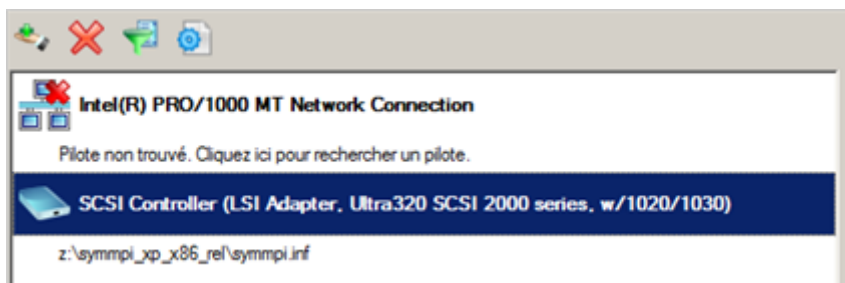 Intel(R) PRO/1000 MT Network Connection
Pilote non trouvé. Cliquez ici pour rechercher un pilote.
SCSI Controller (LSI Adapter, Ultra320 SCSI 2000 series, w/1020/1030)
z:\symmpi_xp_x86_rel\symmpi.inf